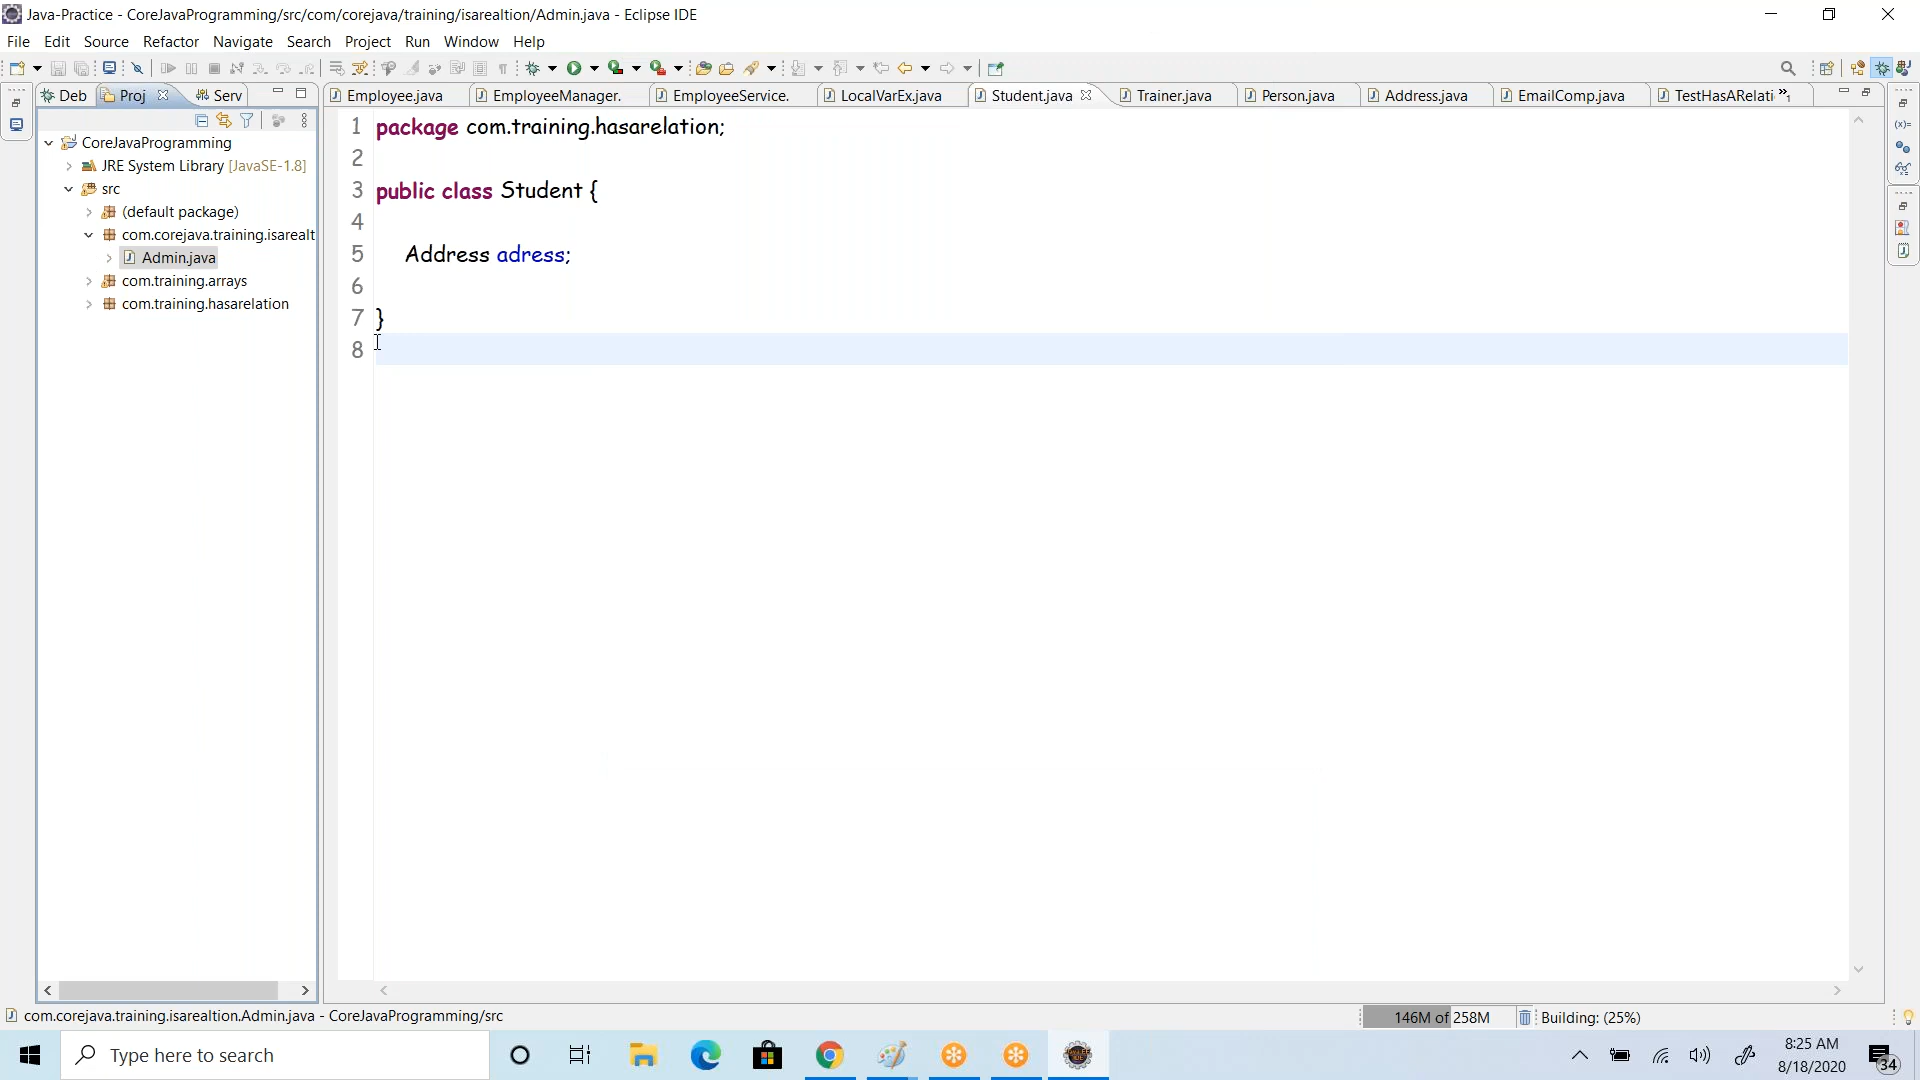 Java-Practice - CoreJavaProgramming/src/com/corejava/training/isarealtion/Admin.java - Eclipse IDE
File Edit Source Refactor Navigate Search Project Run Window Help
Deb Proj Serv Employee.java EmployeeManager. EmployeeService. LocalVarEx.java Student.java Trainer.java Person.java Address.java EmailComp.java TestHasARelati »1
CoreJavaProgramming
JRE System Library [JavaSE-1.8]
src
(default package)
com.corejava.training.isarealt
Admin.java
com.training.arrays
com.training.hasarelation
1 package com.training.hasarelation;
2
3 public class Student {
4
5 Address adress;
6
7 }
8
com.corejava.training.isarealtion.Admin.java - CoreJavaProgramming/src
146M of 258M
Building: (25%)
Type here to search
8:25 AM
8/18/2020
34